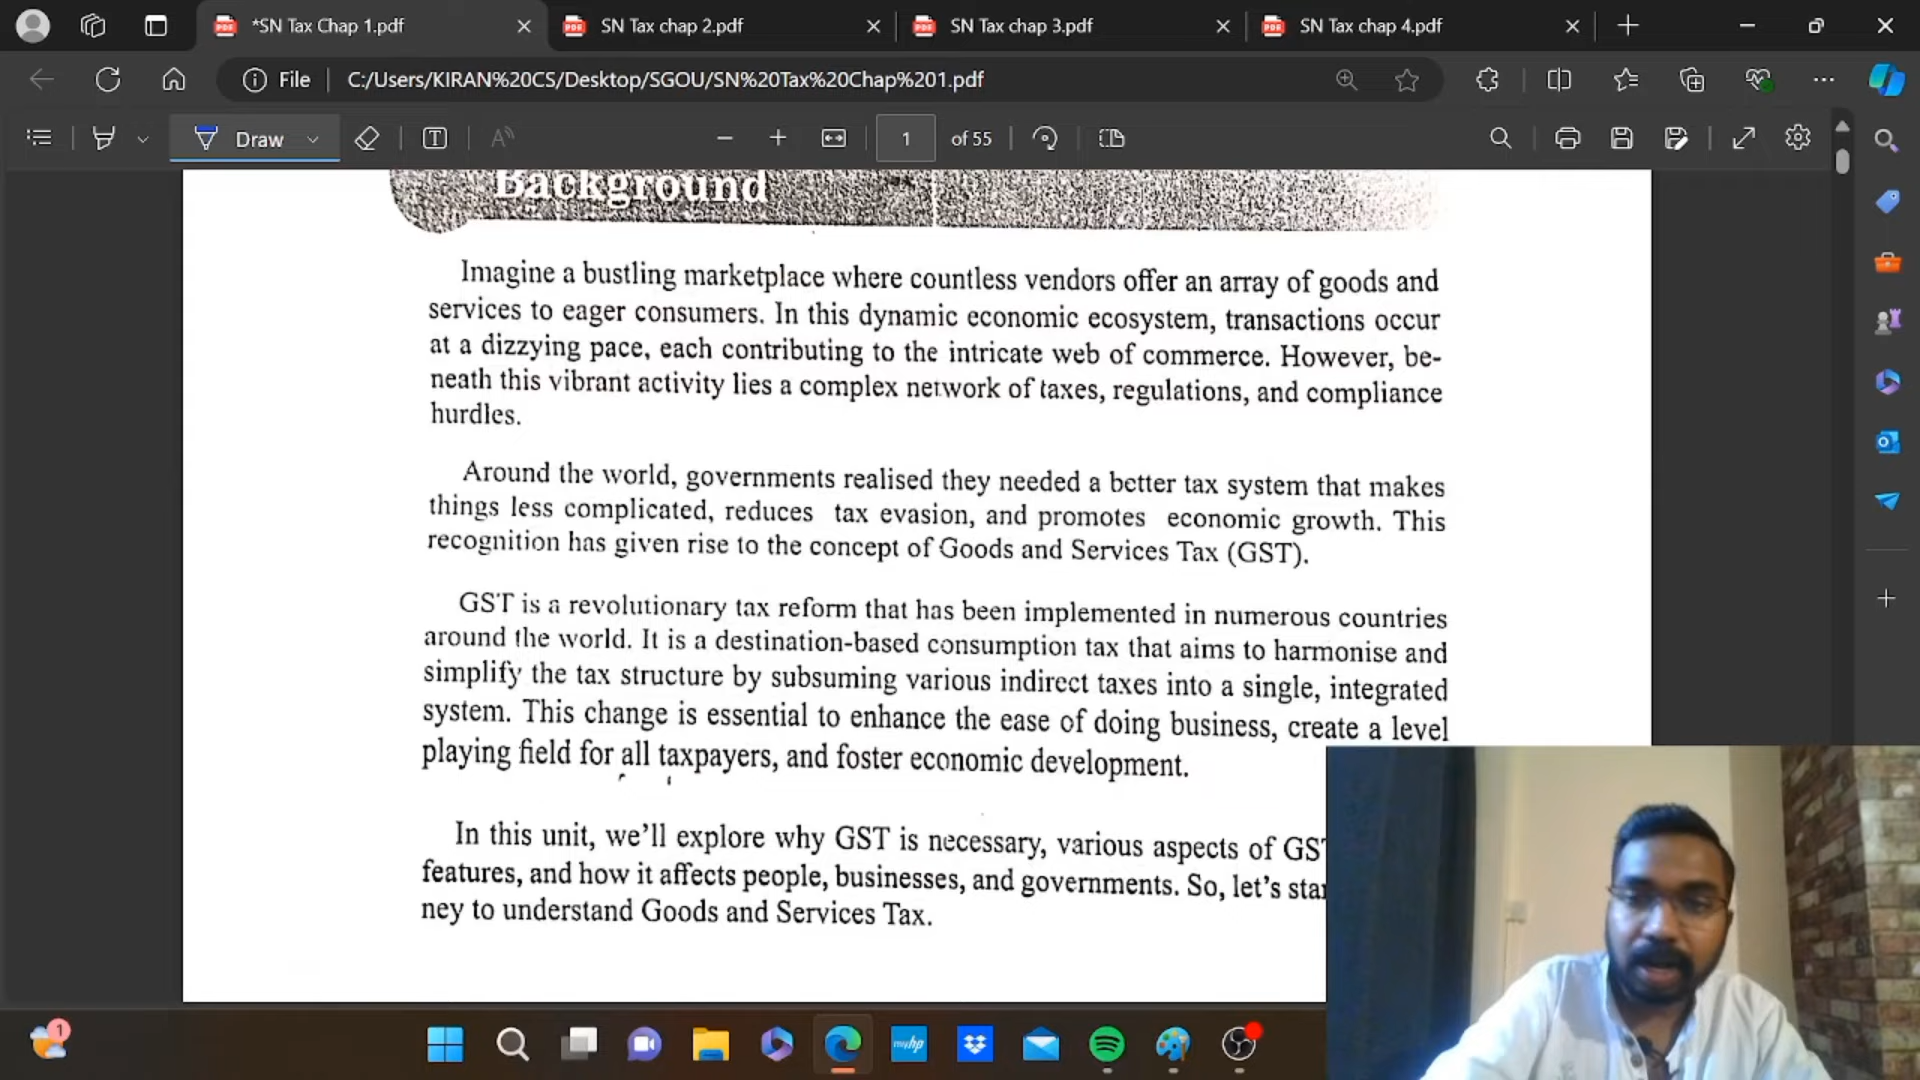 *SN Tax Chap 1.pdf
SN Tax chap 2.pdf
SN Tax chap 3.pdf
SN Tax chap 4.pdf
File
C:/Users/KIRAN%20CS/Desktop/SGOU/SN%20Tax%20Chap%201.pdf
Draw
1
of 55
Background
Imagine a bustling marketplace where countless vendors offer an array of goods and
services to eager consumers. In this dynamic economic ecosystem, transactions occur
at a dizzying pace, each contributing to the intricate web of commerce. However, be-
neath this vibrant activity lies a complex network of taxes, regulations, and compliance
hurdles.
Around the world, governments realised they needed a better tax system that makes
things less complicated, reduces tax evasion, and promotes economic growth. This
recognition has given rise to the concept of Goods and Services Tax (GST).
GST is a revolutionary tax reform that has been implemented in numerous countries
around the world. It is a destination-based consumption tax that aims to harmonise and
simplify the tax structure by subsuming various indirect taxes into a single, integrated
system. This change is essential to enhance the ease of doing business, create a level
playing field for all taxpayers, and foster economic development.
In this unit, we'll explore why GST is necessary, various aspects of GS
features, and how it affects people, businesses, and governments. So, let's star
ney to understand Goods and Services Tax.
1
myhp